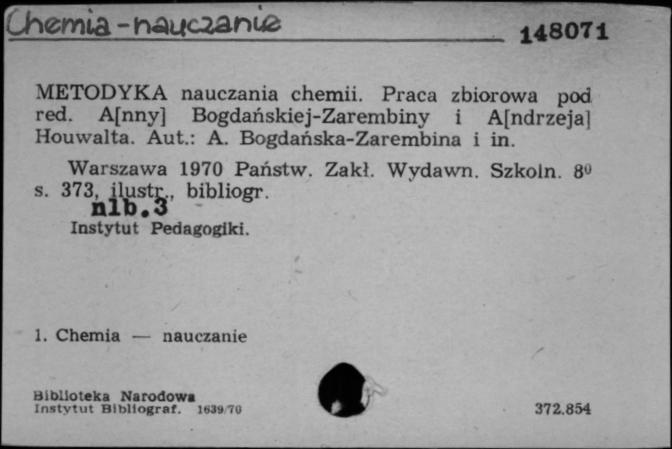 Chemia - nauczanie
148071
METODYKA nauczania chemii. Praca zbiorowa pod
red. A[nny] Bogdańskiej-Zarembiny i A[ndrzeja]
Houwalta. Aut.: A. Bogdańska-Zarembina i in.
Warszawa 1970 Państw. Zakł. Wydawn. Szkoln. 8⁰
s. 373, ilustr., bibliogr.
nlb.3
Instytut Pedagogiki.
1. Chemia — nauczanie
Biblioteka Narodowa
Instytut Bibliograf. 1639/70
372.854